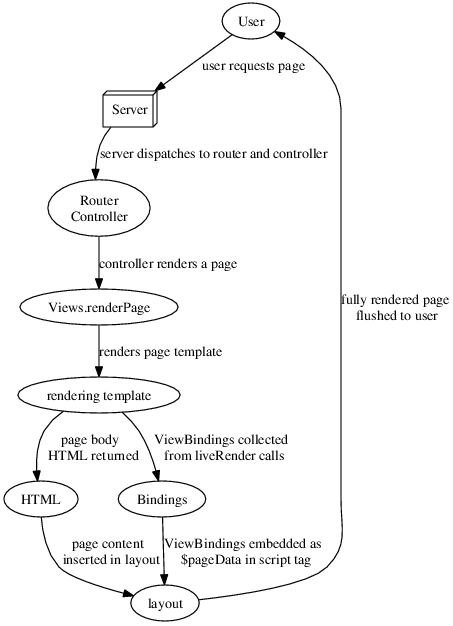 User
user requests page
Server
server dispatches to router and controller
Router
Controller
controller renders a page
Views.renderPage
fully rendered page
flushed to user
renders page template
rendering template
page body
HTML returned
ViewBindings collected
from liveRender calls
HTML
Bindings
page content
inserted in layout
ViewBindings embedded as
$pageData in script tag
layout